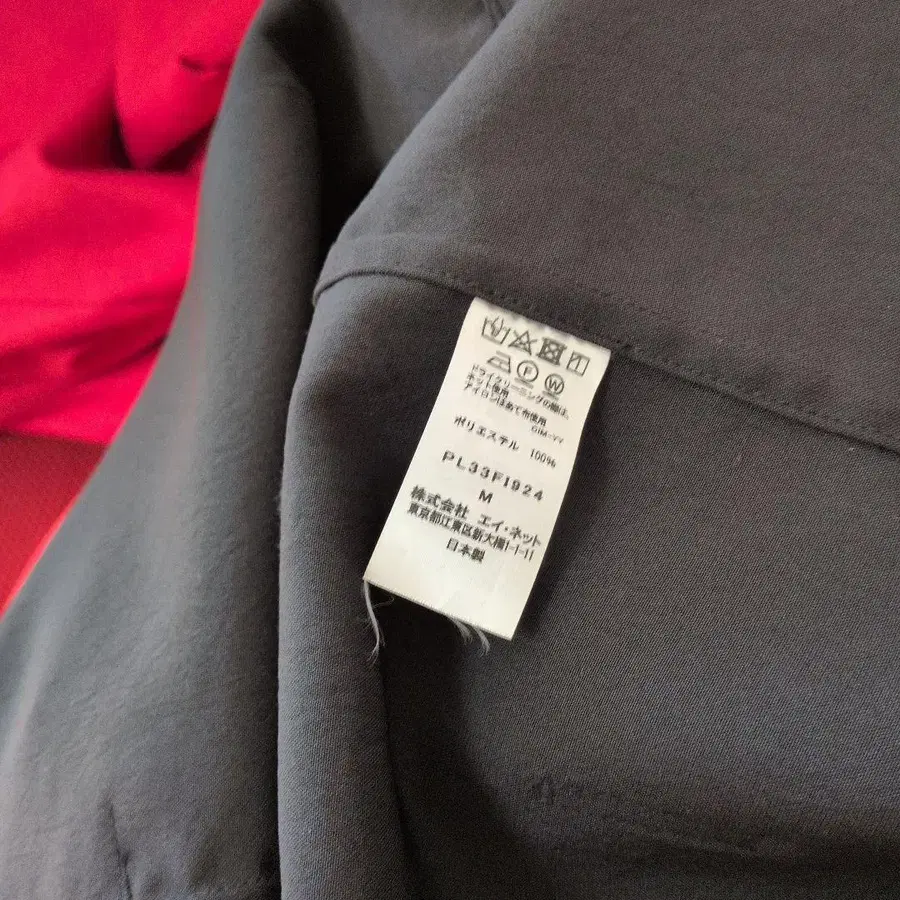 F W
ドライクリーニングの際は、
ネット使用
アイロンはあて布使用
DIM-YY
ポリエステル 100%
PL33FI924
M
株式会社 エイ・ネット
東京都江東区新大橋1-1-11
日本製